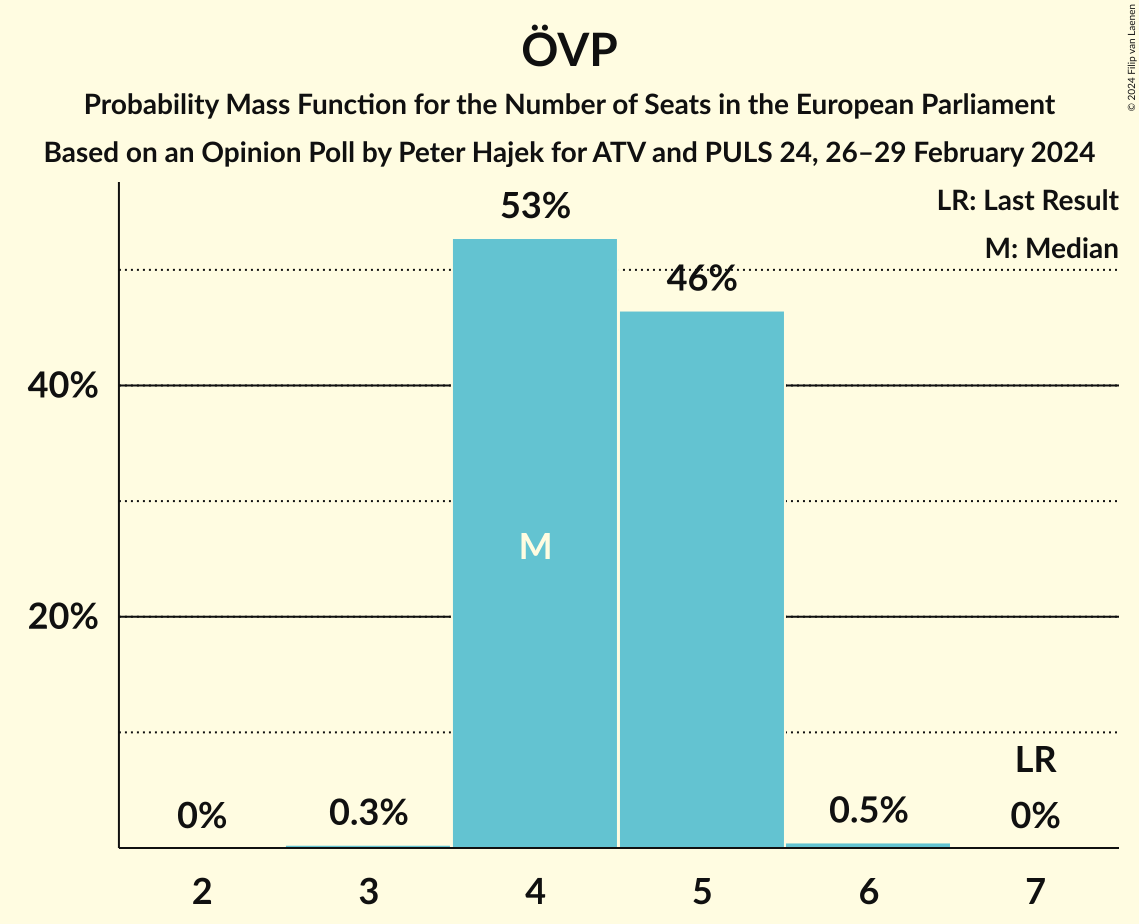 ÖVP
Probability Mass Function for the Number of Seats in the European Parliament
Based on an Opinion Poll by Peter Hajek for ATV and PULS 24, 26–29 February 2024
© 2024 Filip van Laenen
LR: Last Result
M: Median
53%
46%
40%
M
20%
LR
0%
0.3%
0.5%
0%
2
3
4
5
6
7